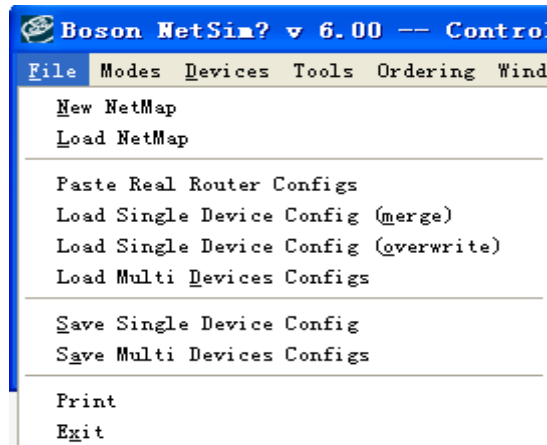 Boson NetSim? v 6.00 -- Control
File Modes Devices Tools Ordering Wind
New NetMap
Load NetMap
Paste Real Router Configs
Load Single Device Config (merge)
Load Single Device Config (overwrite)
Load Multi Devices Configs
Save Single Device Config
Save Multi Devices Configs
Print
Exit